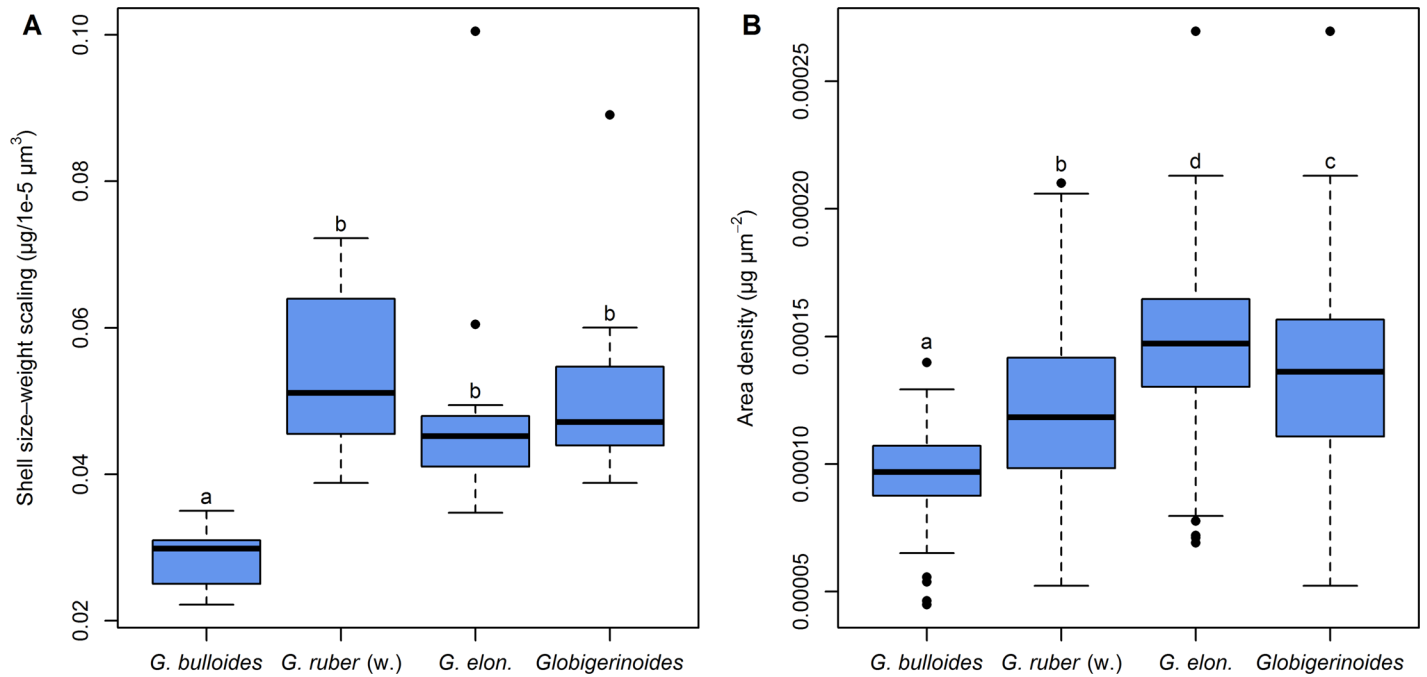 A
Shell size–weight scaling (μg/1e-5 μm³)
0.10
0.08
0.06
0.04
0.02
a
b
b
b
G. bulloides
G. ruber (w.)
G. elon.
Globigerinoides
B
Area density (μg μm⁻²)
0.00025
0.00020
0.00015
0.00010
0.00005
a
b
d
c
G. bulloides
G. ruber (w.)
G. elon.
Globigerinoides